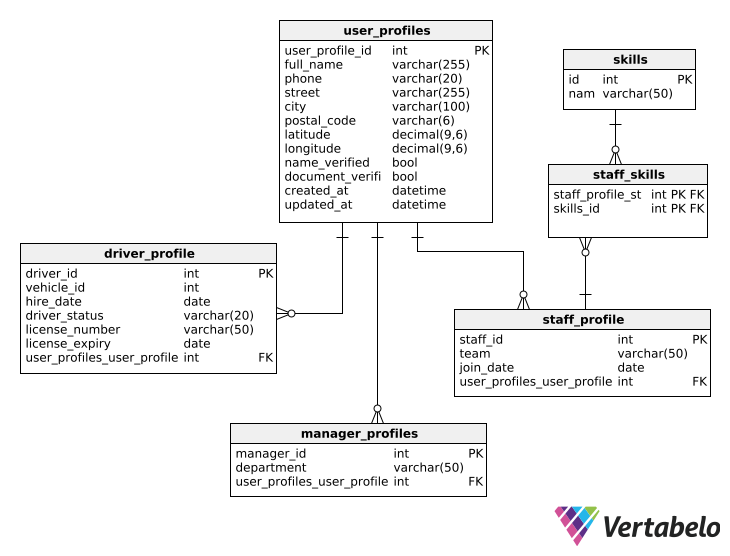 user_profiles
user_profile_id int PK
full_name varchar(255)
phone varchar(20)
street varchar(255)
city varchar(100)
postal_code varchar(6)
latitude decimal(9,6)
longitude decimal(9,6)
name_verified bool
document_verifi bool
created_at datetime
updated_at datetime
skills
id int PK
nam varchar(50)
staff_skills
staff_profile_st int PK FK
skills_id int PK FK
driver_profile
driver_id int PK
vehicle_id int
hire_date date
driver_status varchar(20)
license_number varchar(50)
license_expiry date
user_profiles_user_profile int FK
staff_profile
staff_id int PK
team varchar(50)
join_date date
user_profiles_user_profile int FK
manager_profiles
manager_id int PK
department varchar(50)
user_profiles_user_profile int FK
Vertabelo